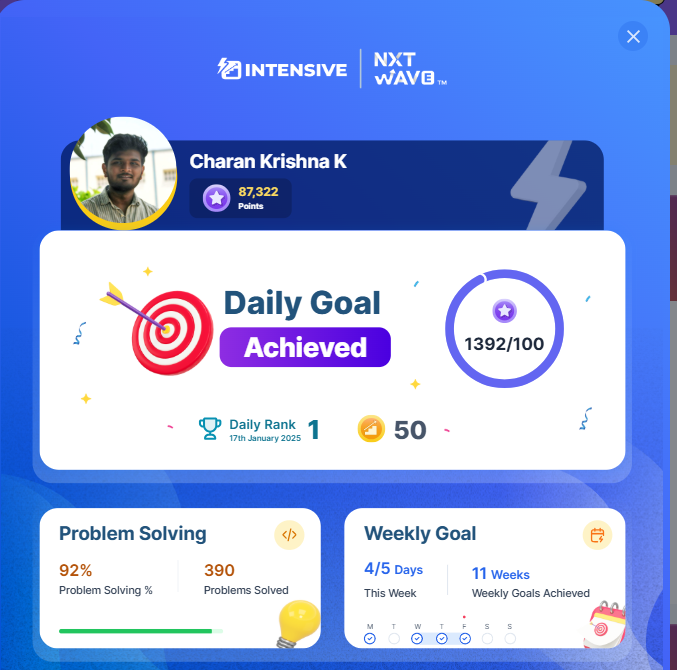 INTENSIVE
NXT
WAVE™
Charan Krishna K
87,322
Points
Daily Goal
Achieved
1392/100
Daily Rank
17th January 2025
1
50
Problem Solving
</>
92%
Problem Solving %
390
Problems Solved
Weekly Goal
4/5 Days
This Week
11 Weeks
Weekly Goals Achieved
M T W T F S S